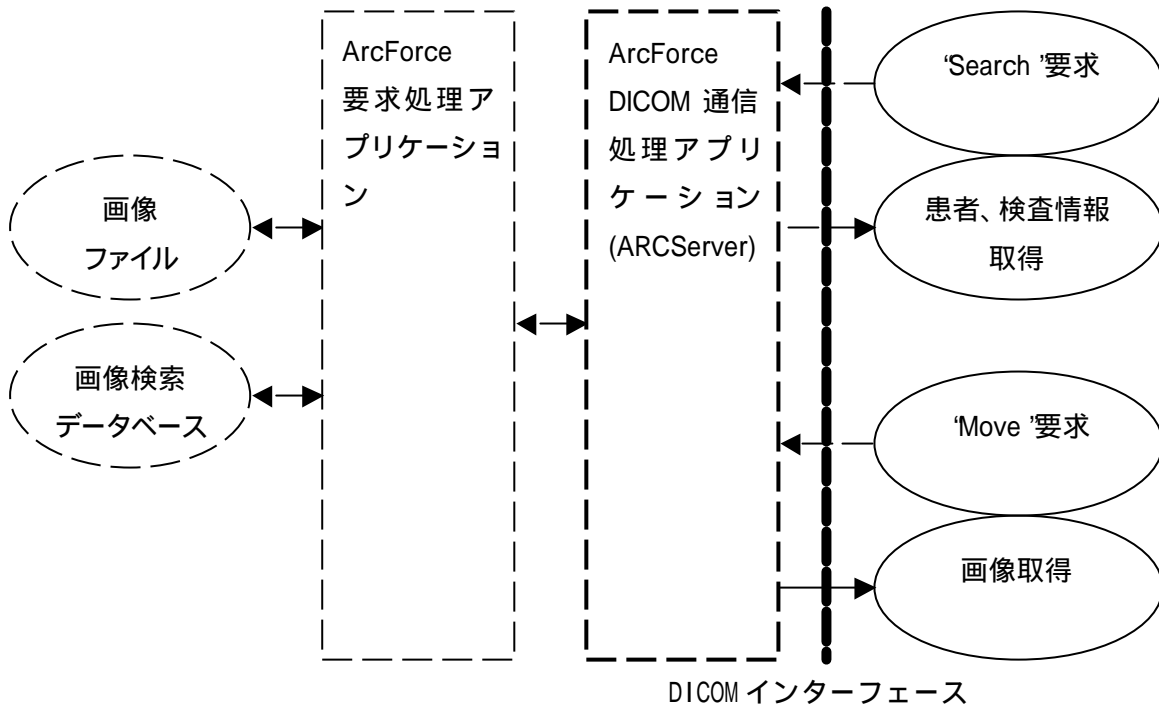 ArcForce
要求処理ア
プリケーショ
ン
ArcForce
DICOM 通信
処理アプリ
ケーション
(ARCServer)
“Search ”要求
患者、検査情報
取得
画像
ファイル
画像検索
データベース
“Move ”要求
画像取得
DICOM インターフェース